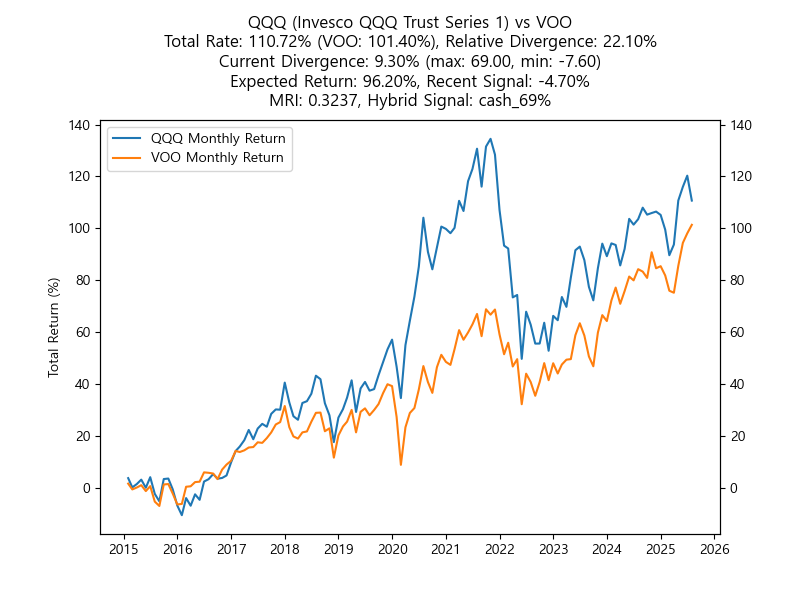 QQQ (Invesco QQQ Trust Series 1) vs VOO
Total Rate: 110.72% (VOO: 101.40%), Relative Divergence: 22.10%
Current Divergence: 9.30% (max: 69.00, min: -7.60)
Expected Return: 96.20%, Recent Signal: -4.70%
MRI: 0.3237, Hybrid Signal: cash_69%
QQQ Monthly Return
VOO Monthly Return
Total Return (%)
140
120
100
80
60
40
20
0
140
120
100
80
60
40
20
0
2015 2016 2017 2018 2019 2020 2021 2022 2023 2024 2025 2026